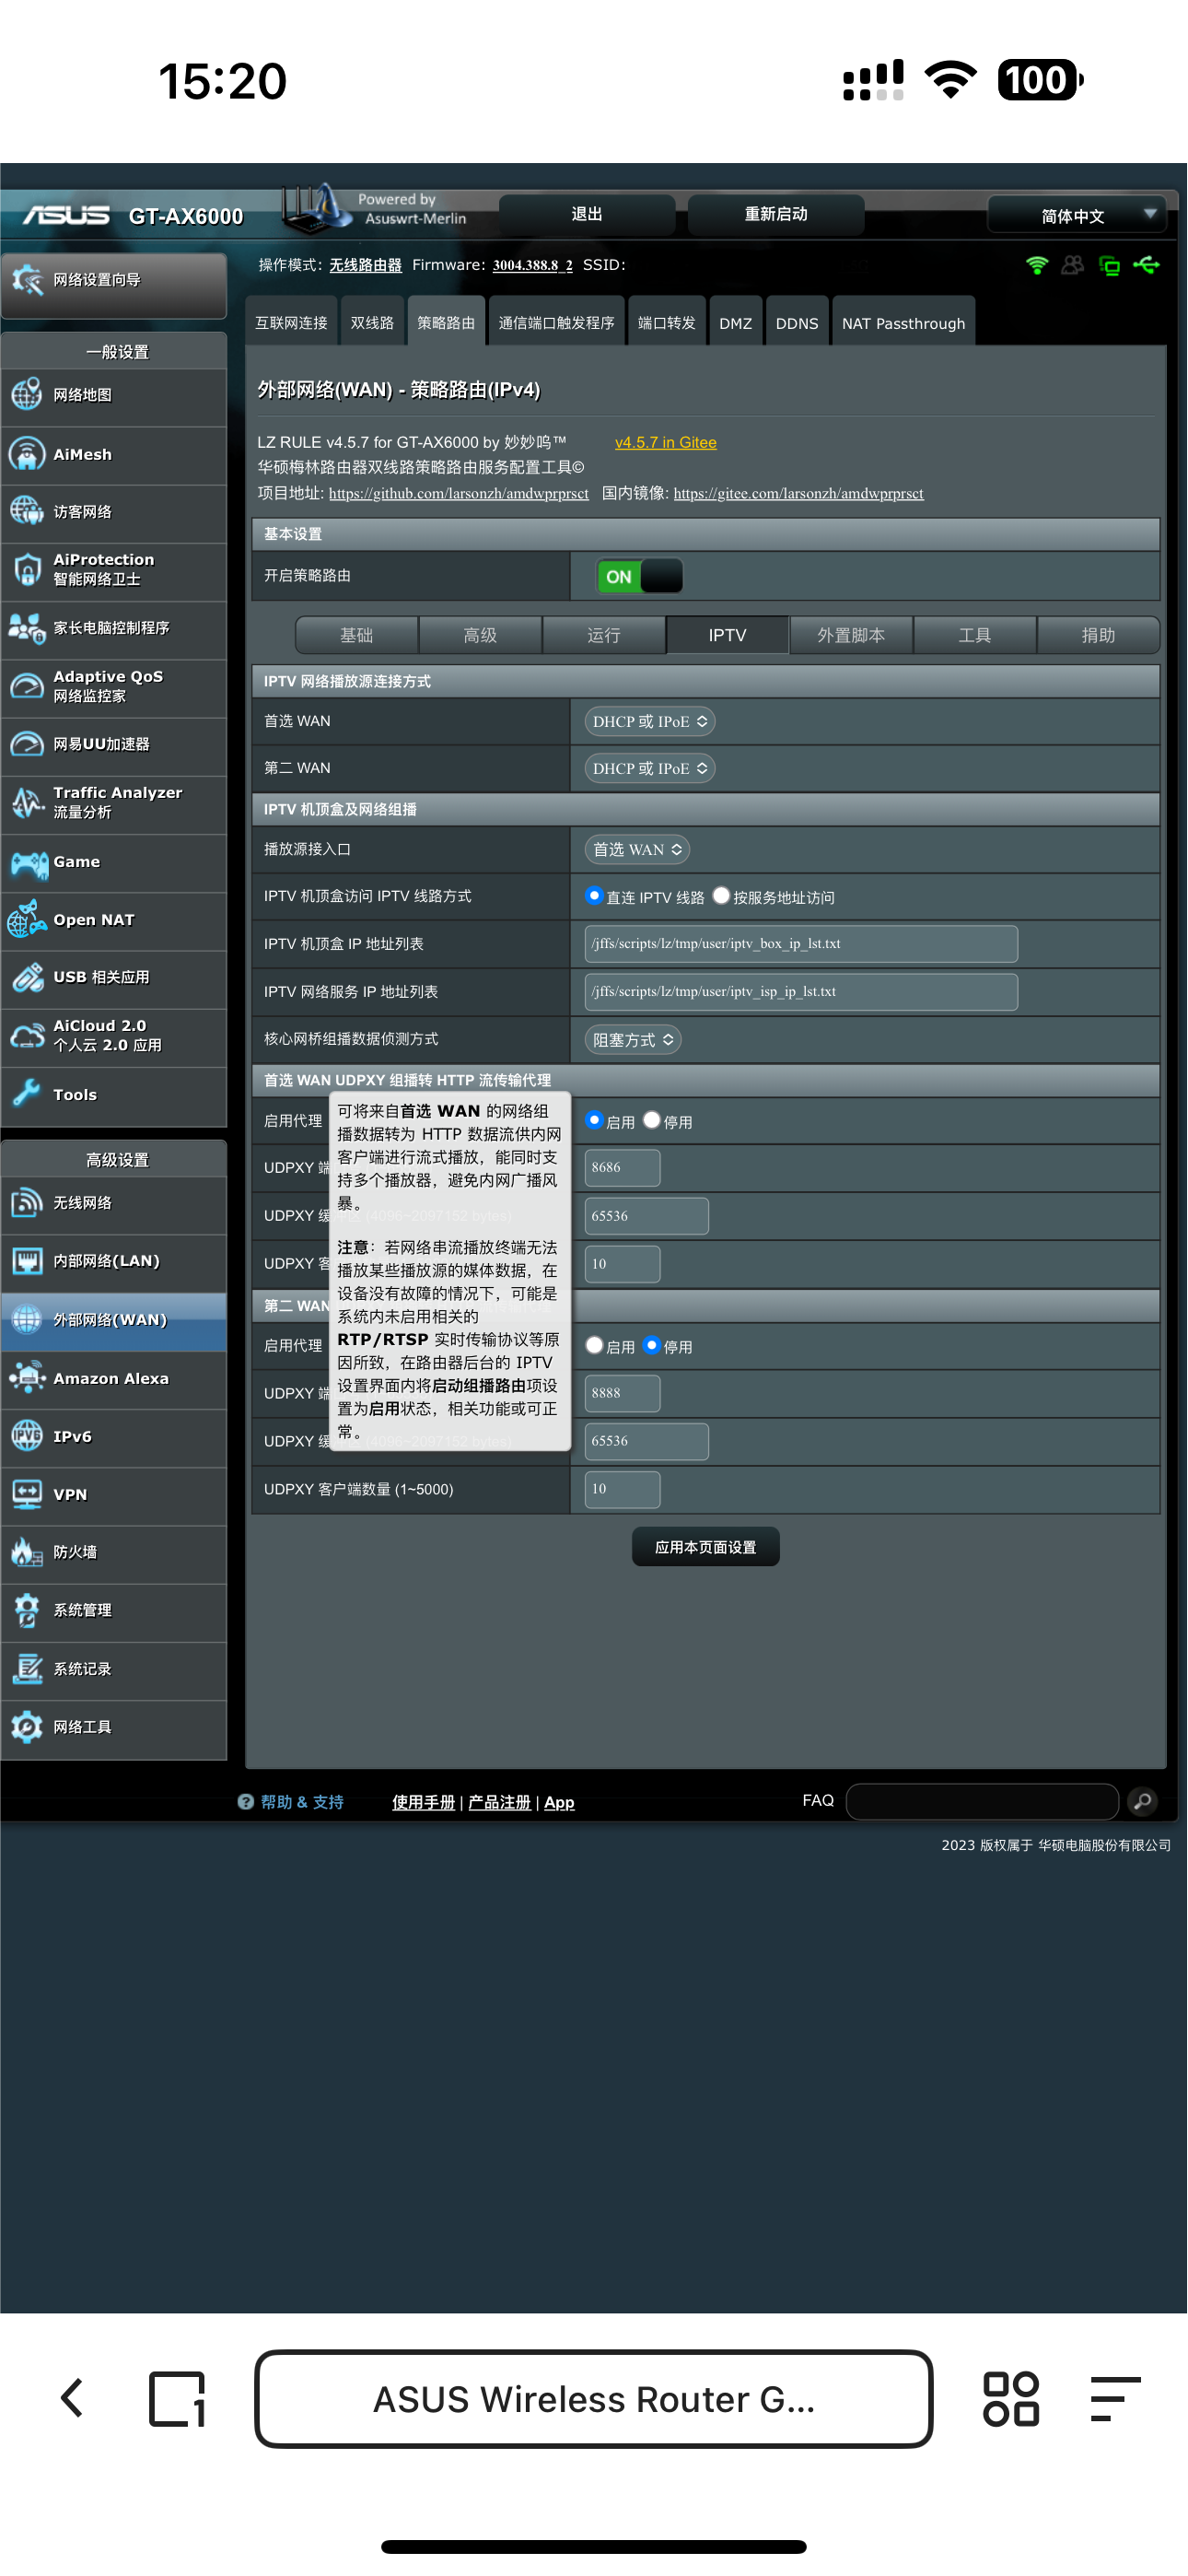 15:20
100
ASUS GT-AX6000
Powered by
Asuswrt-Merlin
退出
重新启动
简体中文
操作模式: 无线路由器 Firmware: 3004.388.8_2 SSID:
网络设置向导
一般设置
网络地图
AiMesh
访客网络
AiProtection
智能网络卫士
家长电脑控制程序
Adaptive QoS
网络监控家
网易UU加速器
Traffic Analyzer
流量分析
Game
Open NAT
USB 相关应用
AiCloud 2.0
个人云 2.0 应用
Tools
高级设置
无线网络
内部网络(LAN)
外部网络(WAN)
Amazon Alexa
IPv6
VPN
防火墙
系统管理
系统记录
网络工具
互联网连接
双线路
策略路由
通信端口触发程序
端口转发
DMZ
DDNS
NAT Passthrough
外部网络(WAN) - 策略路由(IPv4)
LZ RULE v4.5.7 for GT-AX6000 by 妙妙呜™ v4.5.7 in Gitee
华硕梅林路由器双线路策略路由服务配置工具©
项目地址: https://github.com/larsonzh/amdwprprsct 国内镜像: https://gitee.com/larsonzh/amdwprprsct
基本设置
开启策略路由 ON
基础
高级
运行
IPTV
外置脚本
工具
捐助
IPTV 网络播放源连接方式
首选 WAN DHCP 或 IPoE
第二 WAN DHCP 或 IPoE
IPTV 机顶盒及网络组播
播放源接入口 首选 WAN
IPTV 机顶盒访问 IPTV 线路方式 直连 IPTV 线路 按服务地址访问
IPTV 机顶盒 IP 地址列表 /jffs/scripts/lz/tmp/user/iptv_box_ip_lst.txt
IPTV 网络服务 IP 地址列表 /jffs/scripts/lz/tmp/user/iptv_isp_ip_lst.txt
核心网桥组播数据侦测方式 阻塞方式
首选 WAN UDPXY 组播转 HTTP 流传输代理
启用代理 启用 停用
UDPXY 端 8686
UDPXY 缓冲区 (4096~2097152 bytes) 65536
UDPXY 客 10
可将来自首选 WAN 的网络组
播数据转为 HTTP 数据流供内网
客户端进行流式播放，能同时支
持多个播放器，避免内网广播风
暴。
注意：若网络串流播放终端无法
播放某些播放源的媒体数据，在
设备没有故障的情况下，可能是
系统内未启用相关的
RTP/RTSP 实时传输协议等原
因所致，在路由器后台的 IPTV
设置界面内将启动组播路由项设
置为启用状态，相关功能或可正
常。
第二 WAN
启用代理 启用 停用
UDPXY 端 8888
UDPXY 缓冲区 (4096~2097152 bytes) 65536
UDPXY 客户端数量 (1~5000) 10
应用本页面设置
帮助 & 支持 使用手册 | 产品注册 | App FAQ
2023 版权属于 华硕电脑股份有限公司
1
ASUS Wireless Router G...